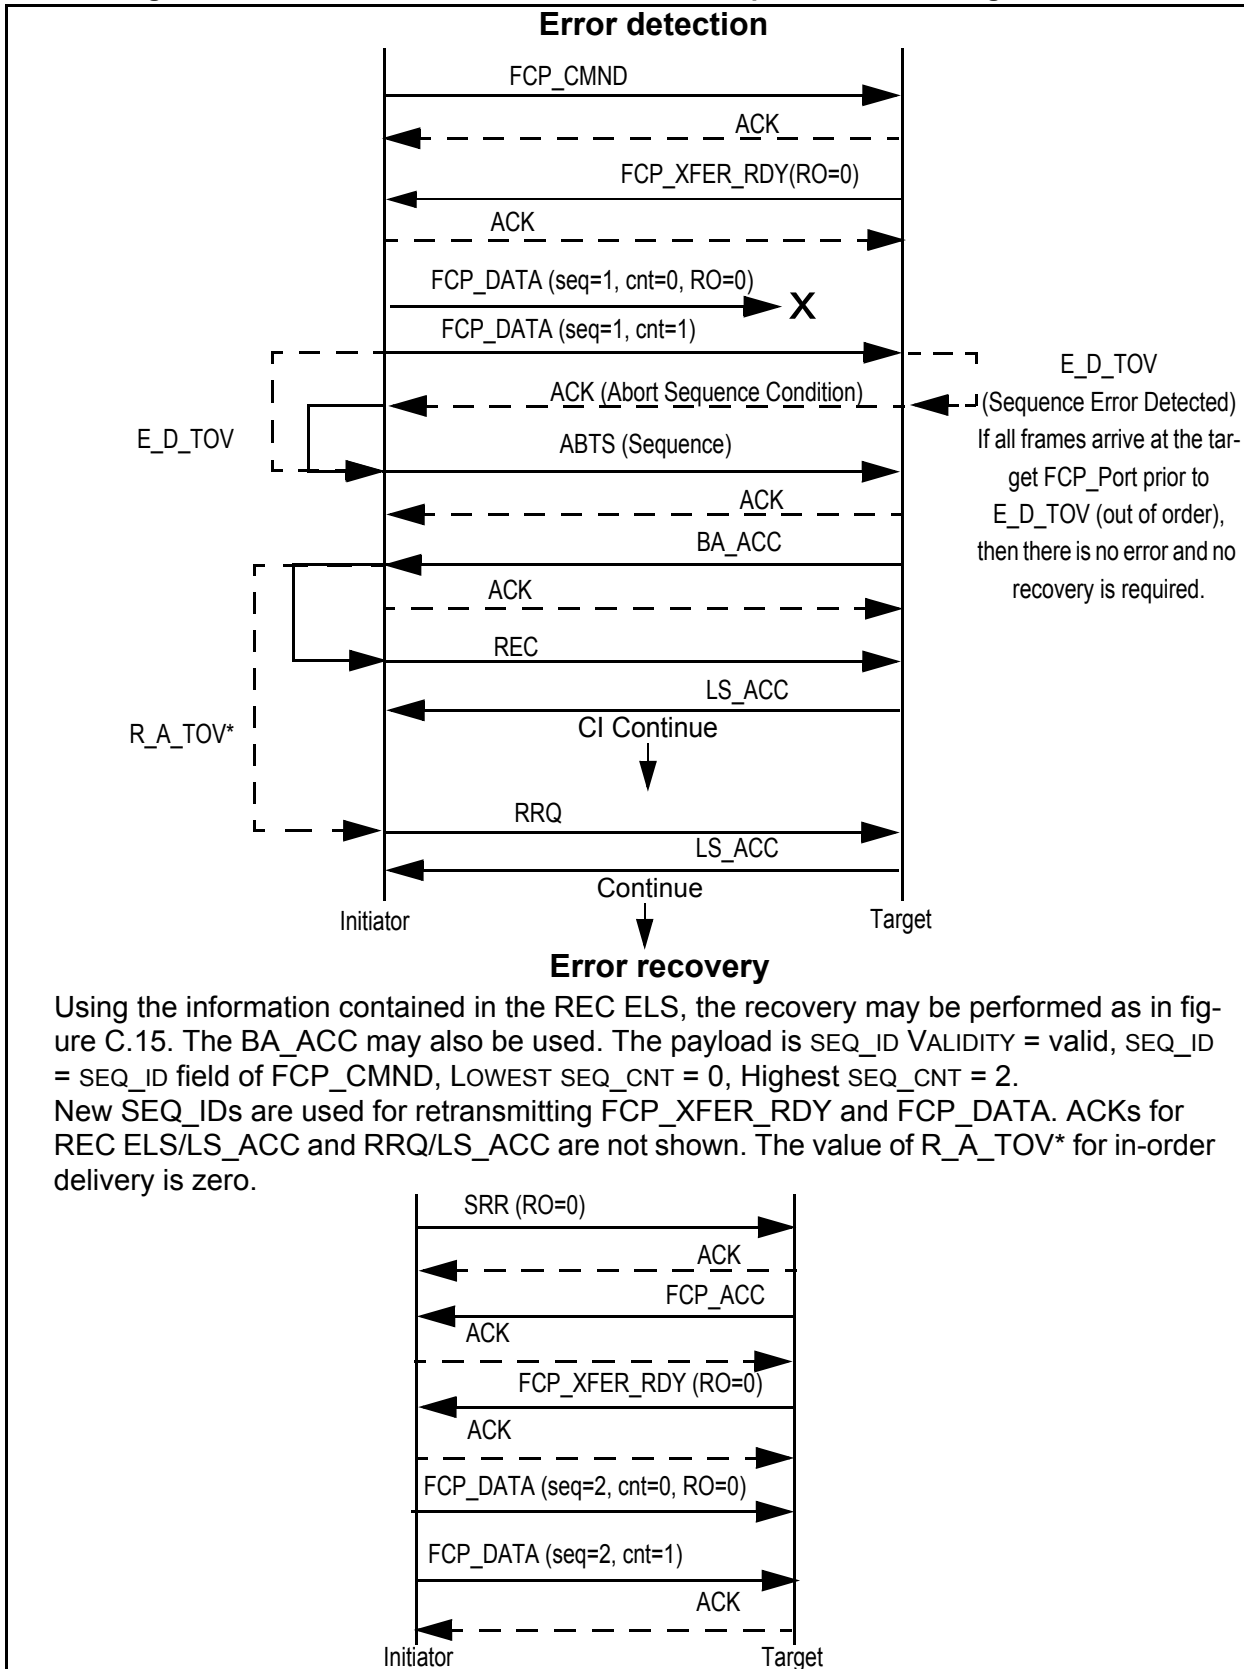 Error detection
FCP_CMND
ACK
FCP_XFER_RDY(RO=0)
ACK
FCP_DATA (seq=1, cnt=0, RO=0)
X
FCP_DATA (seq=1, cnt=1)
E_D_TOV
ACK (Abort Sequence Condition)
(Sequence Error Detected)
E_D_TOV
ABTS (Sequence)
If all frames arrive at the tar-
get FCP_Port prior to
E_D_TOV (out of order),
then there is no error and no
recovery is required.
ACK
BA_ACC
ACK
REC
LS_ACC
R_A_TOV*
CI Continue
RRQ
LS_ACC
Continue
Initiator
Target
Error recovery
Using the information contained in the REC ELS, the recovery may be performed as in fig-
ure C.15. The BA_ACC may also be used. The payload is SEQ_ID VALIDITY = valid, SEQ_ID
= SEQ_ID field of FCP_CMND, LOWEST SEQ_CNT = 0, Highest SEQ_CNT = 2.
New SEQ_IDs are used for retransmitting FCP_XFER_RDY and FCP_DATA. ACKs for
REC ELS/LS_ACC and RRQ/LS_ACC are not shown. The value of R_A_TOV* for in-order
delivery is zero.
SRR (RO=0)
ACK
FCP_ACC
ACK
FCP_XFER_RDY (RO=0)
ACK
FCP_DATA (seq=2, cnt=0, RO=0)
FCP_DATA (seq=2, cnt=1)
ACK
Initiator
Target